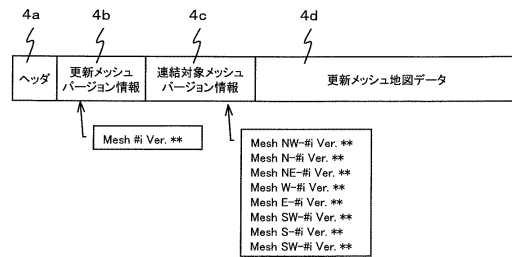 4a
4b
4c
4d
ヘッダ
更新メッシュ
バージョン情報
連結対象メッシュ
バージョン情報
更新メッシュ地図データ
Mesh #i Ver. **
Mesh NW-#i Ver. **
Mesh N-#i Ver. **
Mesh NE-#i Ver. **
Mesh W-#i Ver. **
Mesh E-#i Ver. **
Mesh SW-#i Ver. **
Mesh S-#i Ver. **
Mesh SW-#i Ver. **